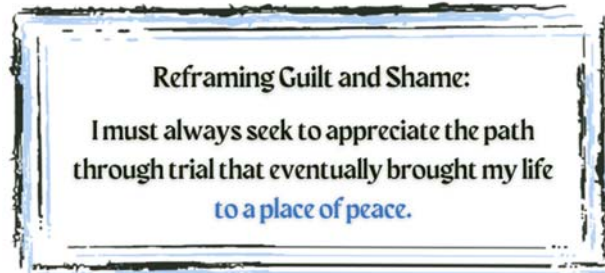 Reframing Guilt and Shame:
I must always seek to appreciate the path
through trial that eventually brought my life
to a place of peace.